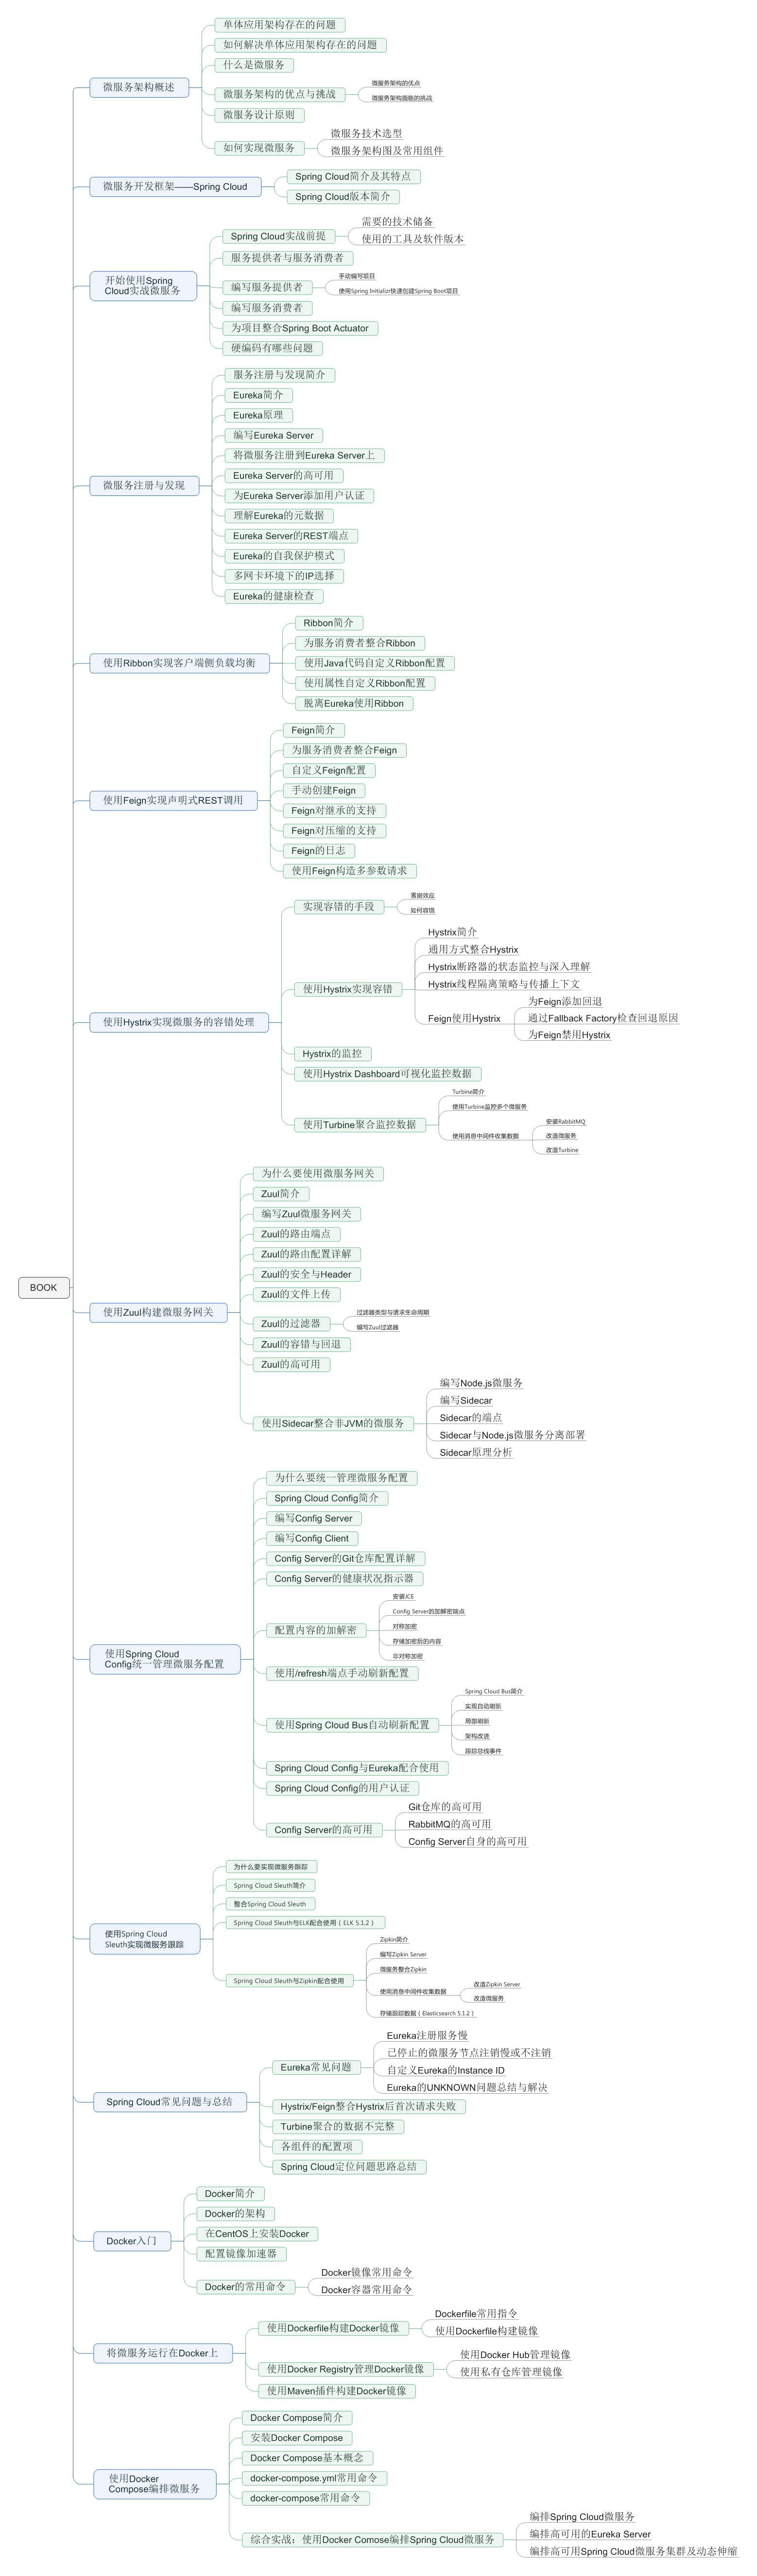 BOOK
微服务架构概述
单体应用架构存在的问题
如何解决单体应用架构存在的问题
什么是微服务
微服务架构的优点与挑战
微服务架构的优点
微服务架构面临的挑战
微服务设计原则
如何实现微服务
微服务技术选型
微服务架构图及常用组件
微服务开发框架——Spring Cloud
Spring Cloud简介及其特点
Spring Cloud版本简介
开始使用Spring
Cloud实战微服务
Spring Cloud实战前提
需要的技术储备
使用的工具及软件版本
服务提供者与服务消费者
编写服务提供者
手动编写项目
使用Spring Initializr快速创建Spring Boot项目
编写服务消费者
为项目整合Spring Boot Actuator
硬编码有哪些问题
微服务注册与发现
服务注册与发现简介
Eureka简介
Eureka原理
编写Eureka Server
将微服务注册到Eureka Server上
Eureka Server的高可用
为Eureka Server添加用户认证
理解Eureka的元数据
Eureka Server的REST端点
Eureka的自我保护模式
多网卡环境下的IP选择
Eureka的健康检查
使用Ribbon实现客户端侧负载均衡
Ribbon简介
为服务消费者整合Ribbon
使用Java代码自定义Ribbon配置
使用属性自定义Ribbon配置
脱离Eureka使用Ribbon
使用Feign实现声明式REST调用
Feign简介
为服务消费者整合Feign
自定义Feign配置
手动创建Feign
Feign对继承的支持
Feign对压缩的支持
Feign的日志
使用Feign构造多参数请求
使用Hystrix实现微服务的容错处理
实现容错的手段
雪崩效应
如何容错
使用Hystrix实现容错
Hystrix简介
通用方式整合Hystrix
Hystrix断路器的状态监控与深入理解
Hystrix线程隔离策略与传播上下文
Feign使用Hystrix
为Feign添加回退
通过Fallback Factory检查回退原因
为Feign禁用Hystrix
Hystrix的监控
使用Hystrix Dashboard可视化监控数据
使用Turbine聚合监控数据
Turbine简介
使用Turbine监控多个微服务
使用消息中间件收集数据
安装RabbitMQ
改造微服务
改造Turbine
使用Zuul构建微服务网关
为什么要使用微服务网关
Zuul简介
编写Zuul微服务网关
Zuul的路由端点
Zuul的路由配置详解
Zuul的安全与Header
Zuul的文件上传
Zuul的过滤器
过滤器类型与请求生命周期
编写Zuul过滤器
Zuul的容错与回退
Zuul的高可用
使用Sidecar整合非JVM的微服务
编写Node.js微服务
编写Sidecar
Sidecar的端点
Sidecar与Node.js微服务分离部署
Sidecar原理分析
使用Spring Cloud
Config统一管理微服务配置
为什么要统一管理微服务配置
Spring Cloud Config简介
编写Config Server
编写Config Client
Config Server的Git仓库配置详解
Config Server的健康状况指示器
配置内容的加解密
安装JCE
Config Server的加解密端点
对称加密
存储加密后的内容
非对称加密
使用/refresh端点手动刷新配置
使用Spring Cloud Bus自动刷新配置
Spring Cloud Bus简介
实现自动刷新
局部刷新
架构改进
跟踪总线事件
Spring Cloud Config与Eureka配合使用
Spring Cloud Config的用户认证
Config Server的高可用
Git仓库的高可用
RabbitMQ的高可用
Config Server自身的高可用
使用Spring Cloud
Sleuth实现微服务跟踪
为什么要实现微服务跟踪
Spring Cloud Sleuth简介
整合Spring Cloud Sleuth
Spring Cloud Sleuth与ELK配合使用（ELK 5.1.2）
Spring Cloud Sleuth与Zipkin配合使用
Zipkin简介
编写Zipkin Server
微服务整合Zipkin
使用消息中间件收集数据
改造Zipkin Server
改造微服务
存储跟踪数据（Elasticsearch 5.1.2）
Spring Cloud常见问题与总结
Eureka常见问题
Eureka注册服务慢
已停止的微服务节点注销慢或不注销
自定义Eureka的Instance ID
Eureka的UNKNOWN问题总结与解决
Hystrix/Feign整合Hystrix后首次请求失败
Turbine聚合的数据不完整
各组件的配置项
Spring Cloud定位问题思路总结
Docker入门
Docker简介
Docker的架构
在CentOS上安装Docker
配置镜像加速器
Docker的常用命令
Docker镜像常用命令
Docker容器常用命令
将微服务运行在Docker上
使用Dockerfile构建Docker镜像
Dockerfile常用指令
使用Dockerfile构建镜像
使用Docker Registry管理Docker镜像
使用Docker Hub管理镜像
使用私有仓库管理镜像
使用Maven插件构建Docker镜像
使用Docker
Compose编排微服务
Docker Compose简介
安装Docker Compose
Docker Compose基本概念
docker-compose.yml常用命令
docker-compose常用命令
综合实战：使用Docker Comose编排Spring Cloud微服务
编排Spring Cloud微服务
编排高可用的Eureka Server
编排高可用Spring Cloud微服务集群及动态伸缩